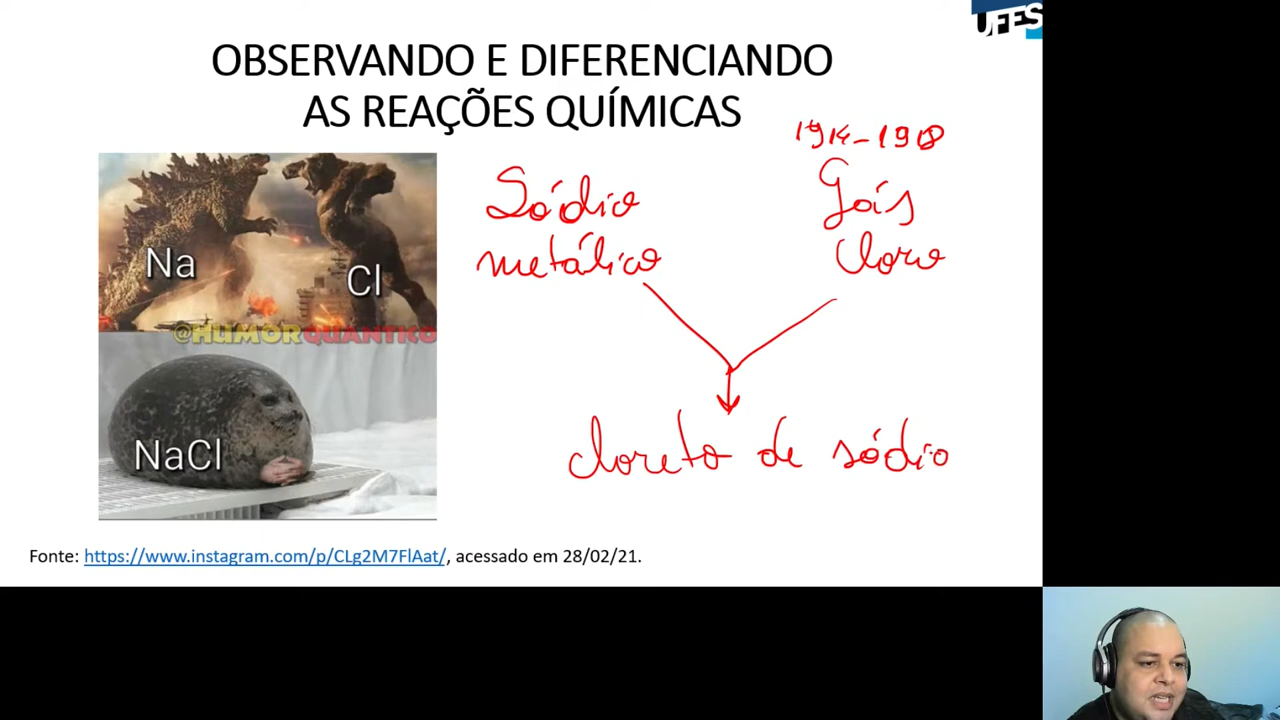 UFES
OBSERVANDO E DIFERENCIANDO
AS REAÇÕES QUÍMICAS
1914-1918
Sódio
metálico
Gás
cloro
Na
Cl
@HUMORQUANTICO
NaCl
cloreto de sódio
Fonte: https://www.instagram.com/p/CLg2M7FlAat/, acessado em 28/02/21.